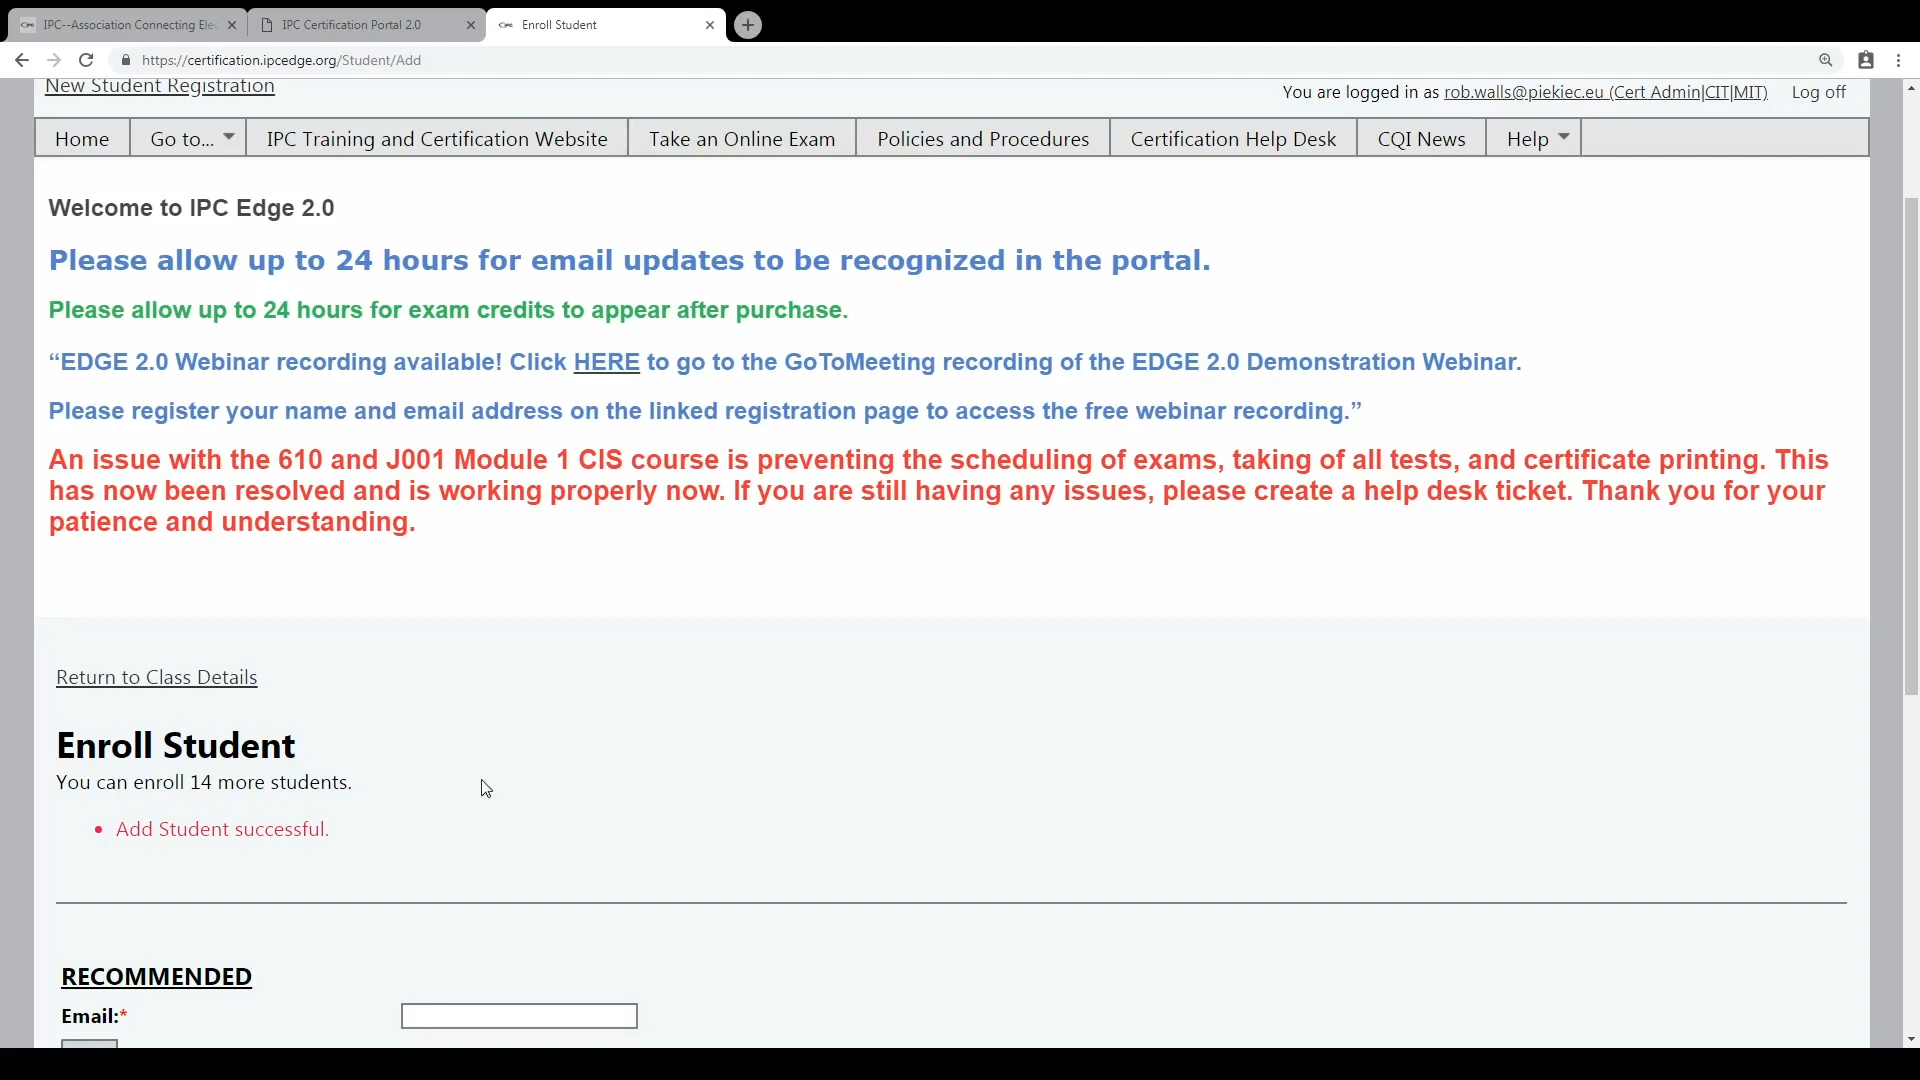 IPC--Association Connecting Elec
IPC Certification Portal 2.0
Enroll Student
https://certification.ipcedge.org/Student/Add
New Student Registration
You are logged in as rob.walls@piekiec.eu (Cert Admin|CIT|MIT) Log off
Home Go to... IPC Training and Certification Website Take an Online Exam Policies and Procedures Certification Help Desk CQI News Help
Welcome to IPC Edge 2.0
Please allow up to 24 hours for email updates to be recognized in the portal.
Please allow up to 24 hours for exam credits to appear after purchase.
“EDGE 2.0 Webinar recording available! Click HERE to go to the GoToMeeting recording of the EDGE 2.0 Demonstration Webinar.
Please register your name and email address on the linked registration page to access the free webinar recording.”
An issue with the 610 and J001 Module 1 CIS course is preventing the scheduling of exams, taking of all tests, and certificate printing. This
has now been resolved and is working properly now. If you are still having any issues, please create a help desk ticket. Thank you for your
patience and understanding.
Return to Class Details
Enroll Student
You can enroll 14 more students.
• Add Student successful.
RECOMMENDED
Email:*